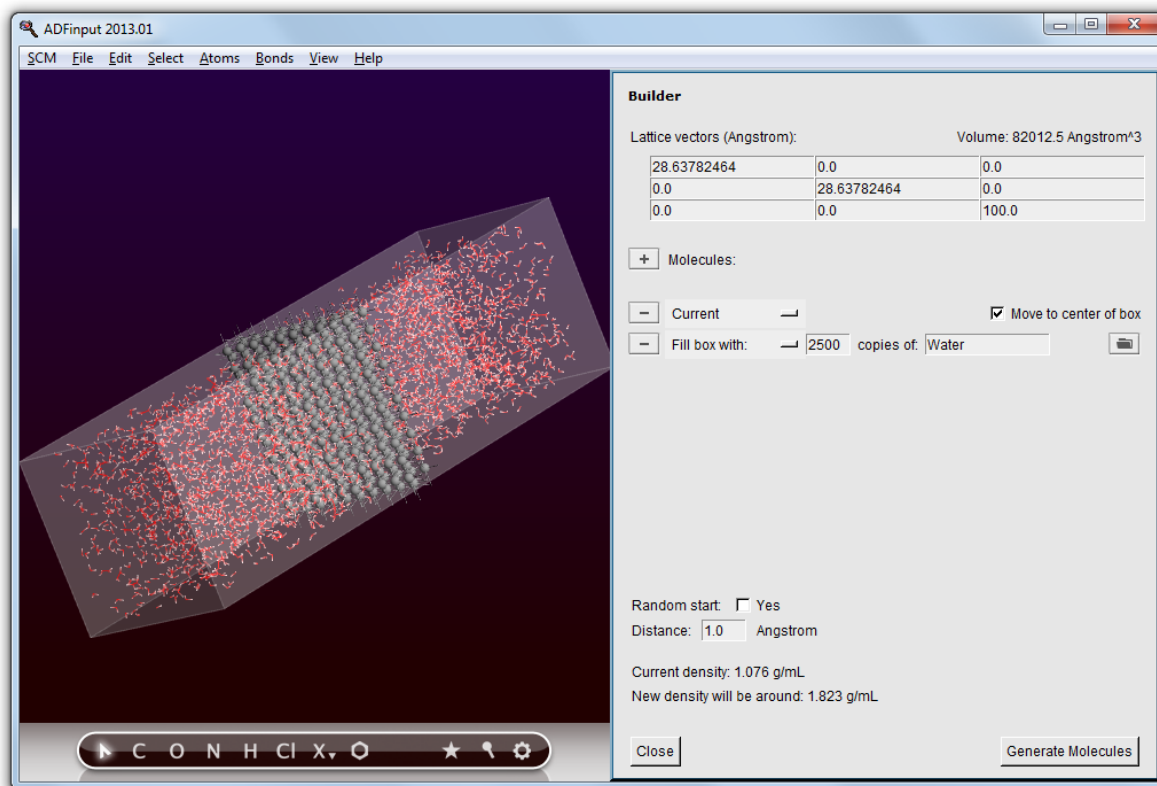 ADFinput 2013.01
SCM File Edit Select Atoms Bonds View Help
Builder
Lattice vectors (Angstrom): Volume: 82012.5 Angstrom^3
28.63782464 0.0 0.0
0.0 28.63782464 0.0
0.0 0.0 100.0
+ Molecules:
- Current Move to center of box
- Fill box with: 2500 copies of: Water
Random start: Yes
Distance: 1.0 Angstrom
Current density: 1.076 g/mL
New density will be around: 1.823 g/mL
Close Generate Molecules
C O N H Cl X